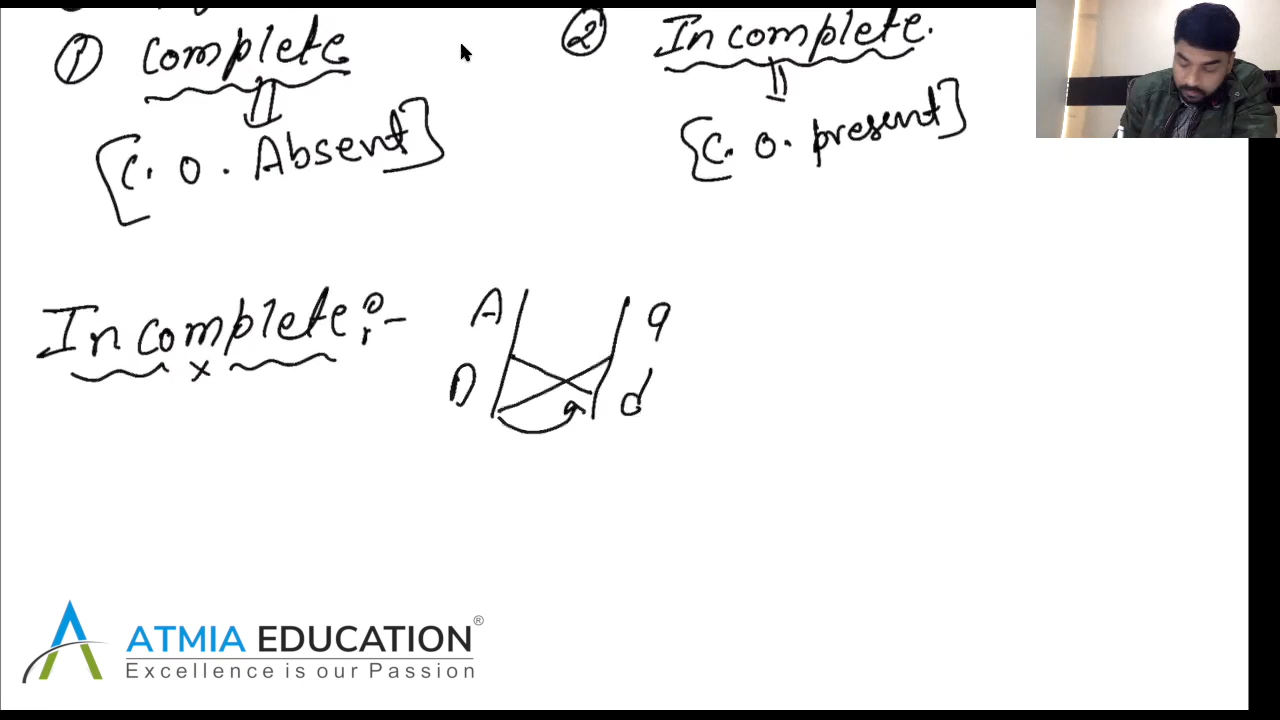 ① complete
② Incomplete.
[C. O. Absent]
[C. O. present]
Incomplete :-
A a
D d
ATMIA EDUCATION®
Excellence is our Passion